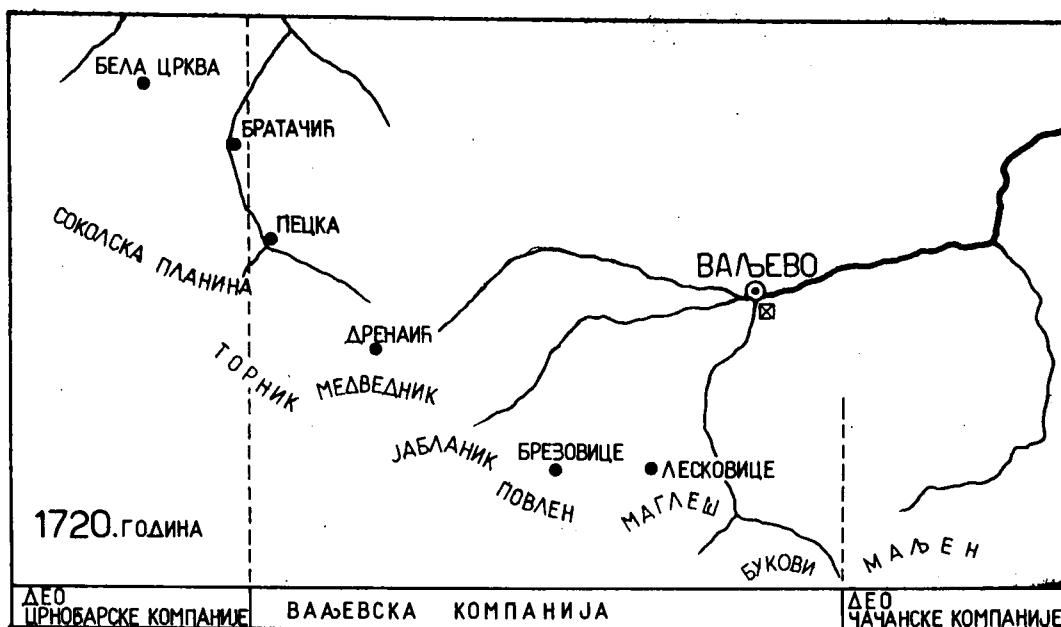 БЕЛА ЦРКВА
БРАТАЧИЋ
ПЕЦКА
СОКОЛСКА ПЛАНИНА
ВАЉЕВО
ДРЕНАИЋ
ТОРНИК
МЕДВЕДНИК
ЈАБЛАНИК
БРЕЗОВИЦЕ
ЛЕСКОВИЦЕ
ПОВЛЕН
МАГЛЕШ
1720. ГОДИНА
БУКОВИ
МАЉЕН
ДЕО
ЦРНОБАРСКЕ КОМПАНИЈЕ
ВАЉЕВСКА КОМПАНИЈА
ДЕО
ЧАЧАНСКЕ КОМПАНИЈЕ